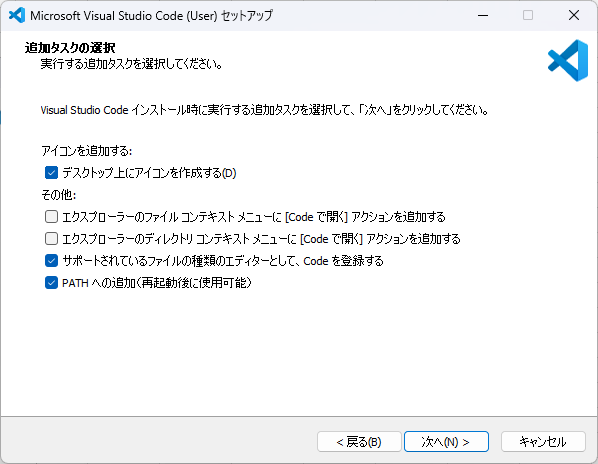 Microsoft Visual Studio Code (User) セットアップ
追加タスクの選択
実行する追加タスクを選択してください。
Visual Studio Code インストール時に実行する追加タスクを選択して、「次へ」をクリックしてください。
アイコンを追加する:
デスクトップ上にアイコンを作成する(D)
その他:
エクスプローラーのファイル コンテキスト メニューに [Code で開く] アクションを追加する
エクスプローラーのディレクトリ コンテキスト メニューに [Code で開く] アクションを追加する
サポートされているファイルの種類のエディターとして、Code を登録する
PATH への追加（再起動後に使用可能）
< 戻る(B)
次へ(N) >
キャンセル